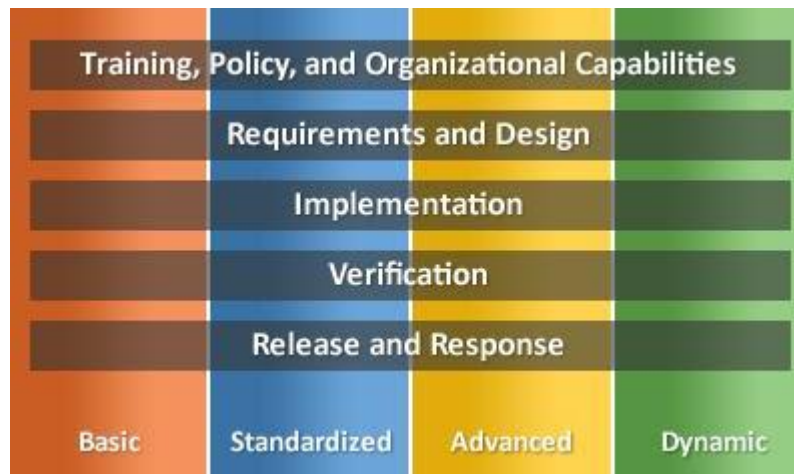 Training, Policy, and Organizational Capabilities
Requirements and Design
Implementation
Verification
Release and Response
Basic
Standardized
Advanced
Dynamic